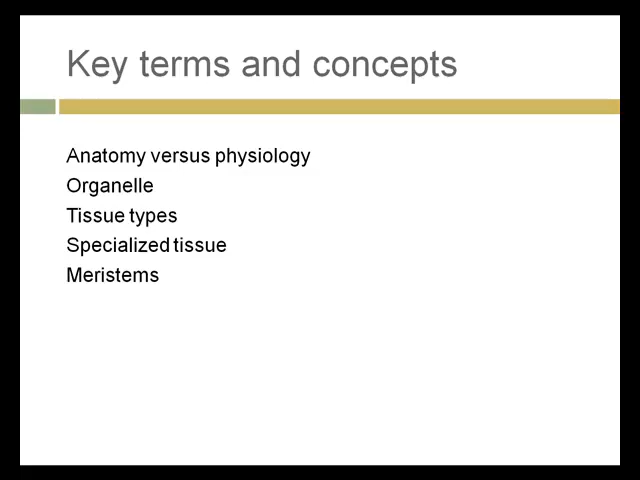 Key terms and concepts
Anatomy versus physiology
Organelle
Tissue types
Specialized tissue
Meristems